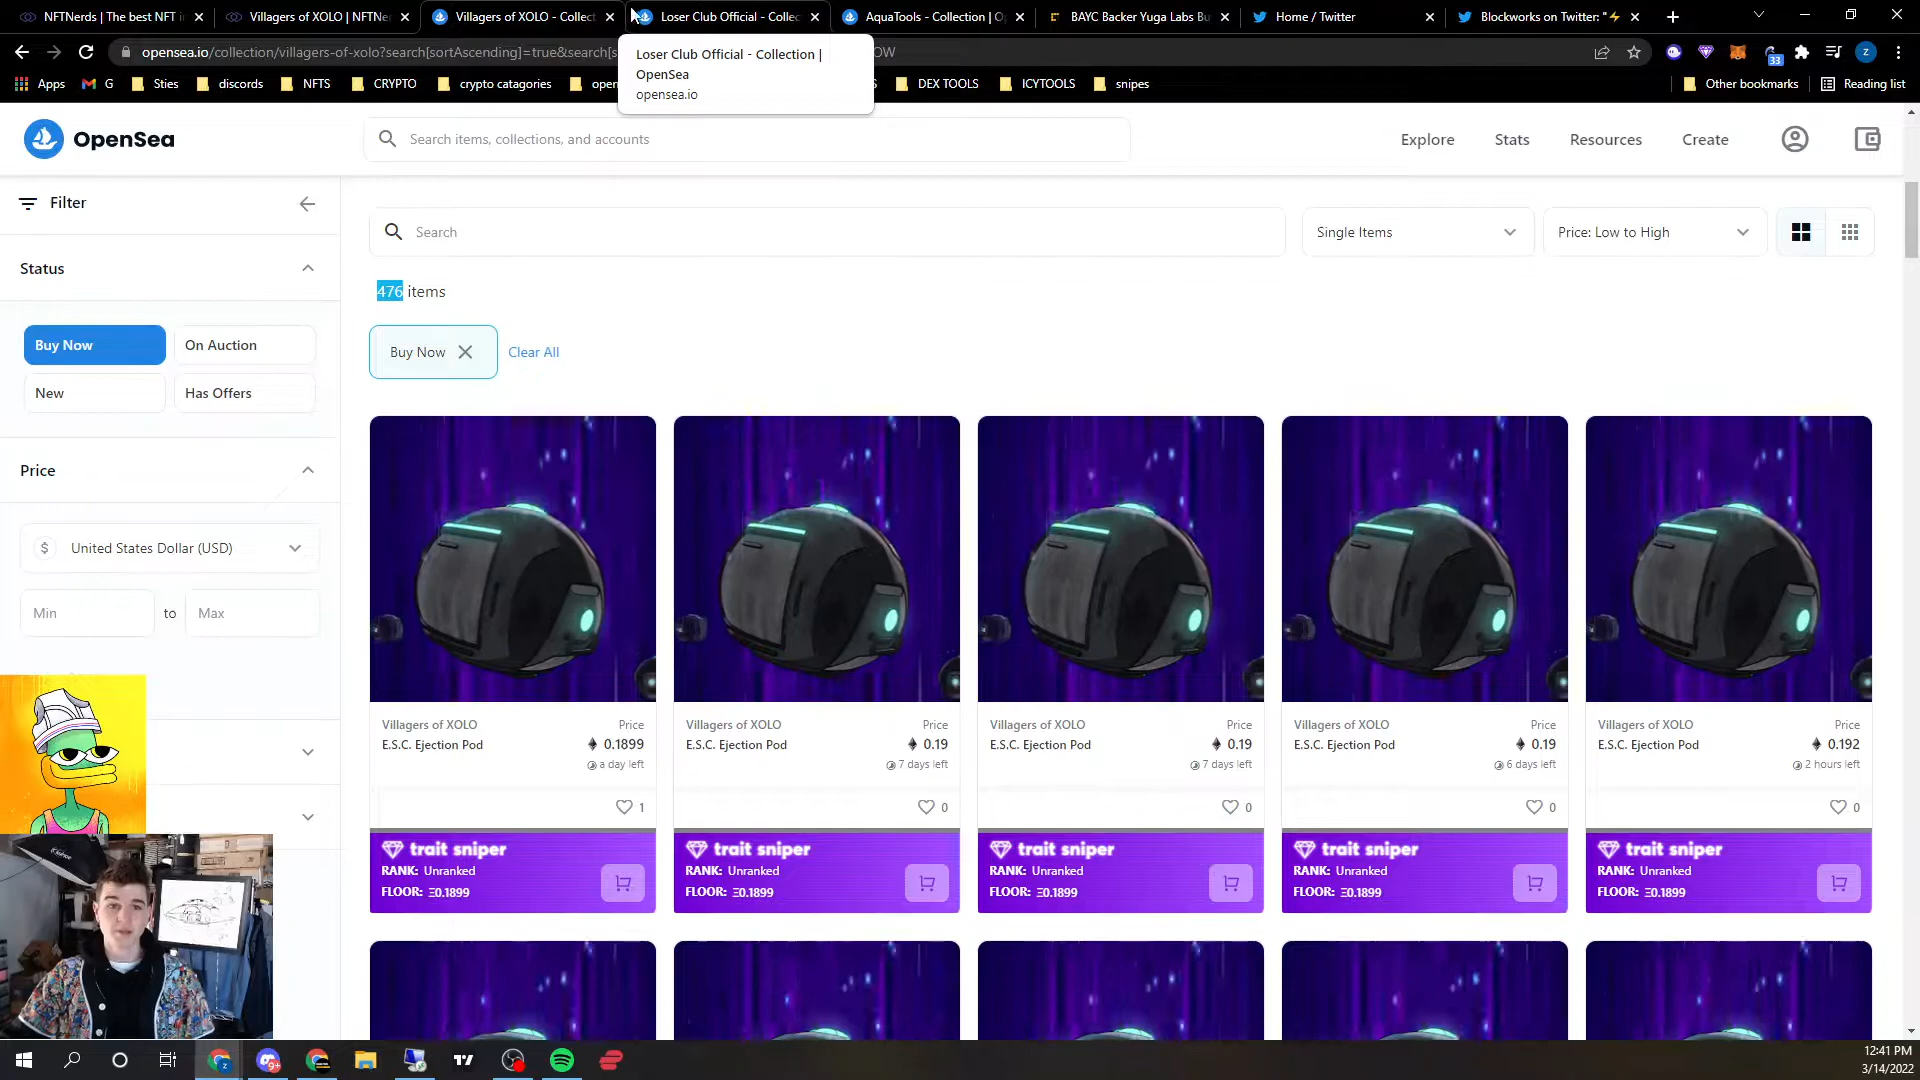 NFTNerds | The best NFT i
Villagers of XOLO | NFTNe
Villagers of XOLO - Collect
Loser Club Official - Collec
AquaTools - Collection | O
BAYC Backer Yuga Labs Bu
Home / Twitter
Blockworks on Twitter: "⚡
opensea.io/collection/villagers-of-xolo?search[sortAscending]=true&search[s
OW
33
Z
Apps
G
Sties
discords
NFTS
CRYPTO
crypto catagories
open
S
DEX TOOLS
ICYTOOLS
snipes
Other bookmarks
Reading list
Loser Club Official - Collection |
OpenSea
opensea.io
OpenSea
Search items, collections, and accounts
Explore
Stats
Resources
Create
Filter
Search
Single Items
Price: Low to High
Status
476 items
Buy Now
On Auction
New
Has Offers
Buy Now
Clear All
Price
$ United States Dollar (USD)
Min to Max
Villagers of XOLO Price
E.S.C. Ejection Pod 0.1899
a day left
1
trait sniper
RANK: Unranked
FLOOR: Ξ0.1899
Villagers of XOLO Price
E.S.C. Ejection Pod 0.19
7 days left
0
trait sniper
RANK: Unranked
FLOOR: Ξ0.1899
Villagers of XOLO Price
E.S.C. Ejection Pod 0.19
7 days left
0
trait sniper
RANK: Unranked
FLOOR: Ξ0.1899
Villagers of XOLO Price
E.S.C. Ejection Pod 0.19
6 days left
0
trait sniper
RANK: Unranked
FLOOR: Ξ0.1899
Villagers of XOLO Price
E.S.C. Ejection Pod 0.192
2 hours left
0
trait sniper
RANK: Unranked
FLOOR: Ξ0.1899
9+
12:41 PM
3/14/2022